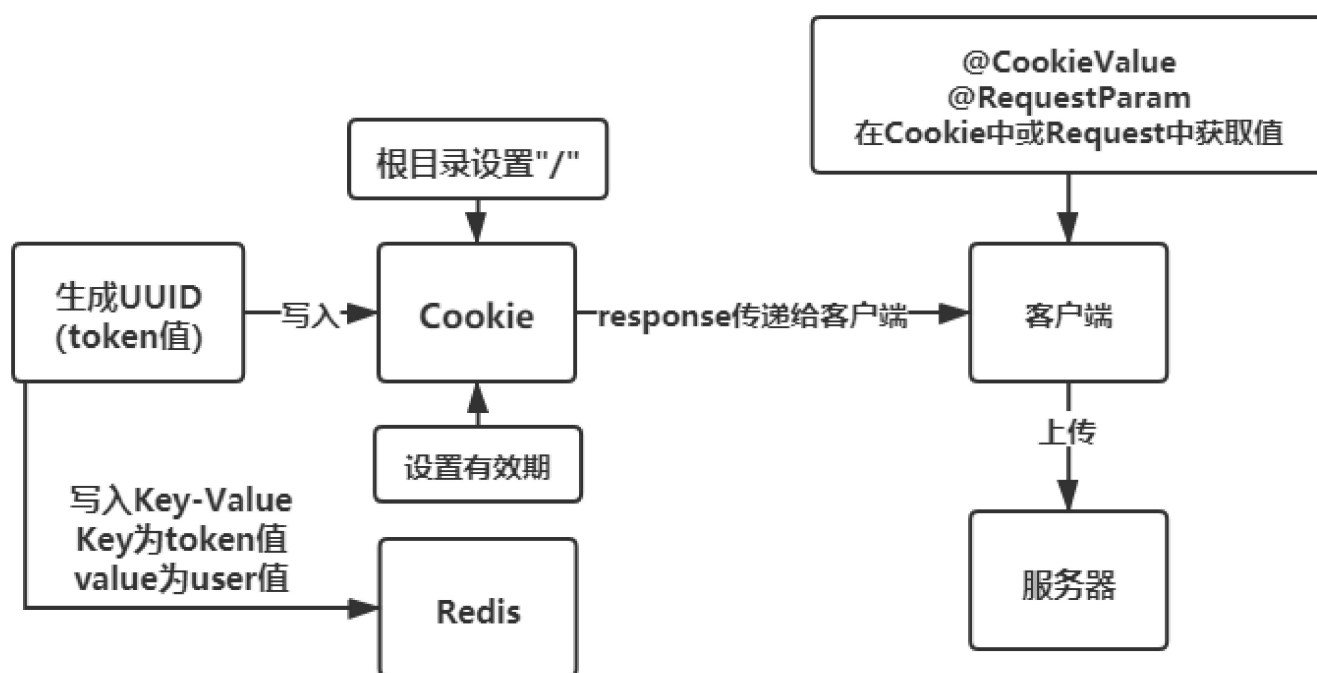 @CookieValue
@RequestParam
在Cookie中或Request中获取值
根目录设置"/"
生成UUID
(token值)
写入
Cookie
response传递给客户端
客户端
设置有效期
上传
写入Key-Value
Key为token值
value为user值
Redis
服务器